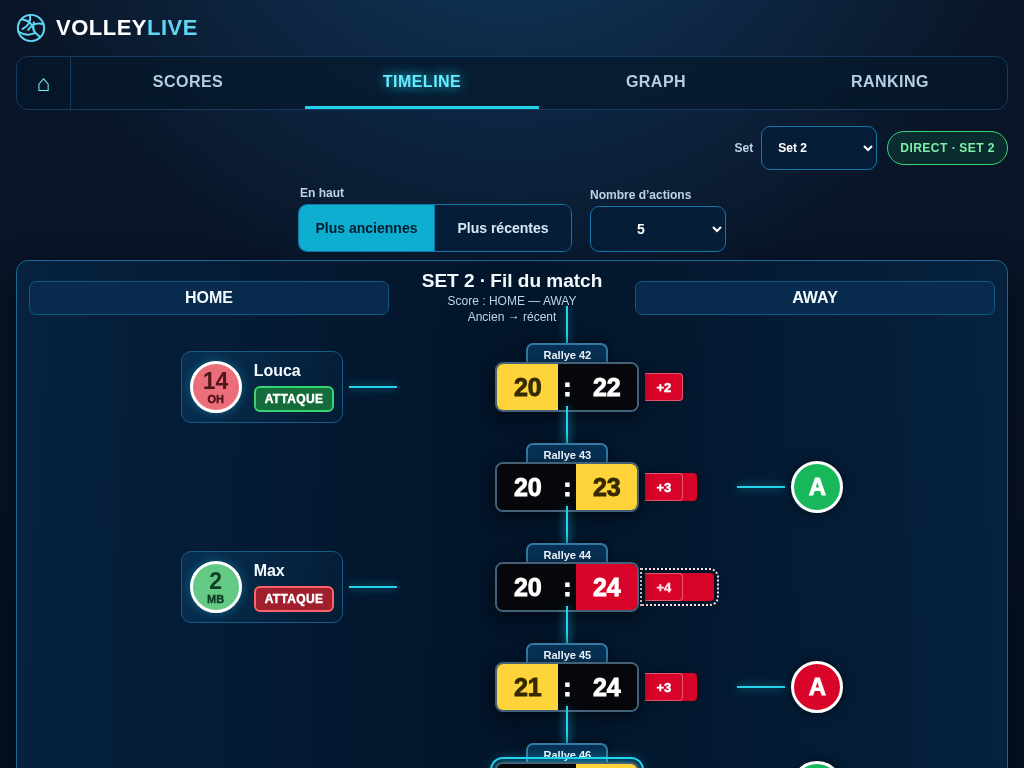 VOLLEYLIVE
SCORES TIMELINE GRAPH RANKING
Set Set 2 DIRECT · SET 2
En haut Nombre d'actions
Plus anciennes Plus récentes 5
SET 2 · Fil du match
HOME Score : HOME — AWAY AWAY
Ancien → récent
Rallye 42
14 OH Louca ATTAQUE 20 : 22 +2
Rallye 43
20 : 23 +3 A
Rallye 44
2 MB Max ATTAQUE 20 : 24 +4
Rallye 45
21 : 24 +3 A
Rallye 46